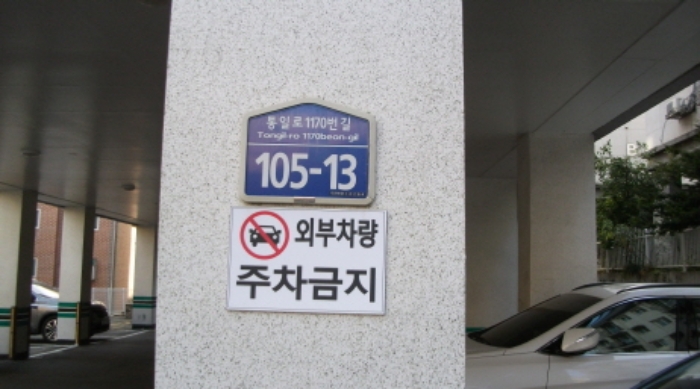 통일로 1170번길
Tongil-ro 1170beon-gil
105-13
외부차량
주차금지